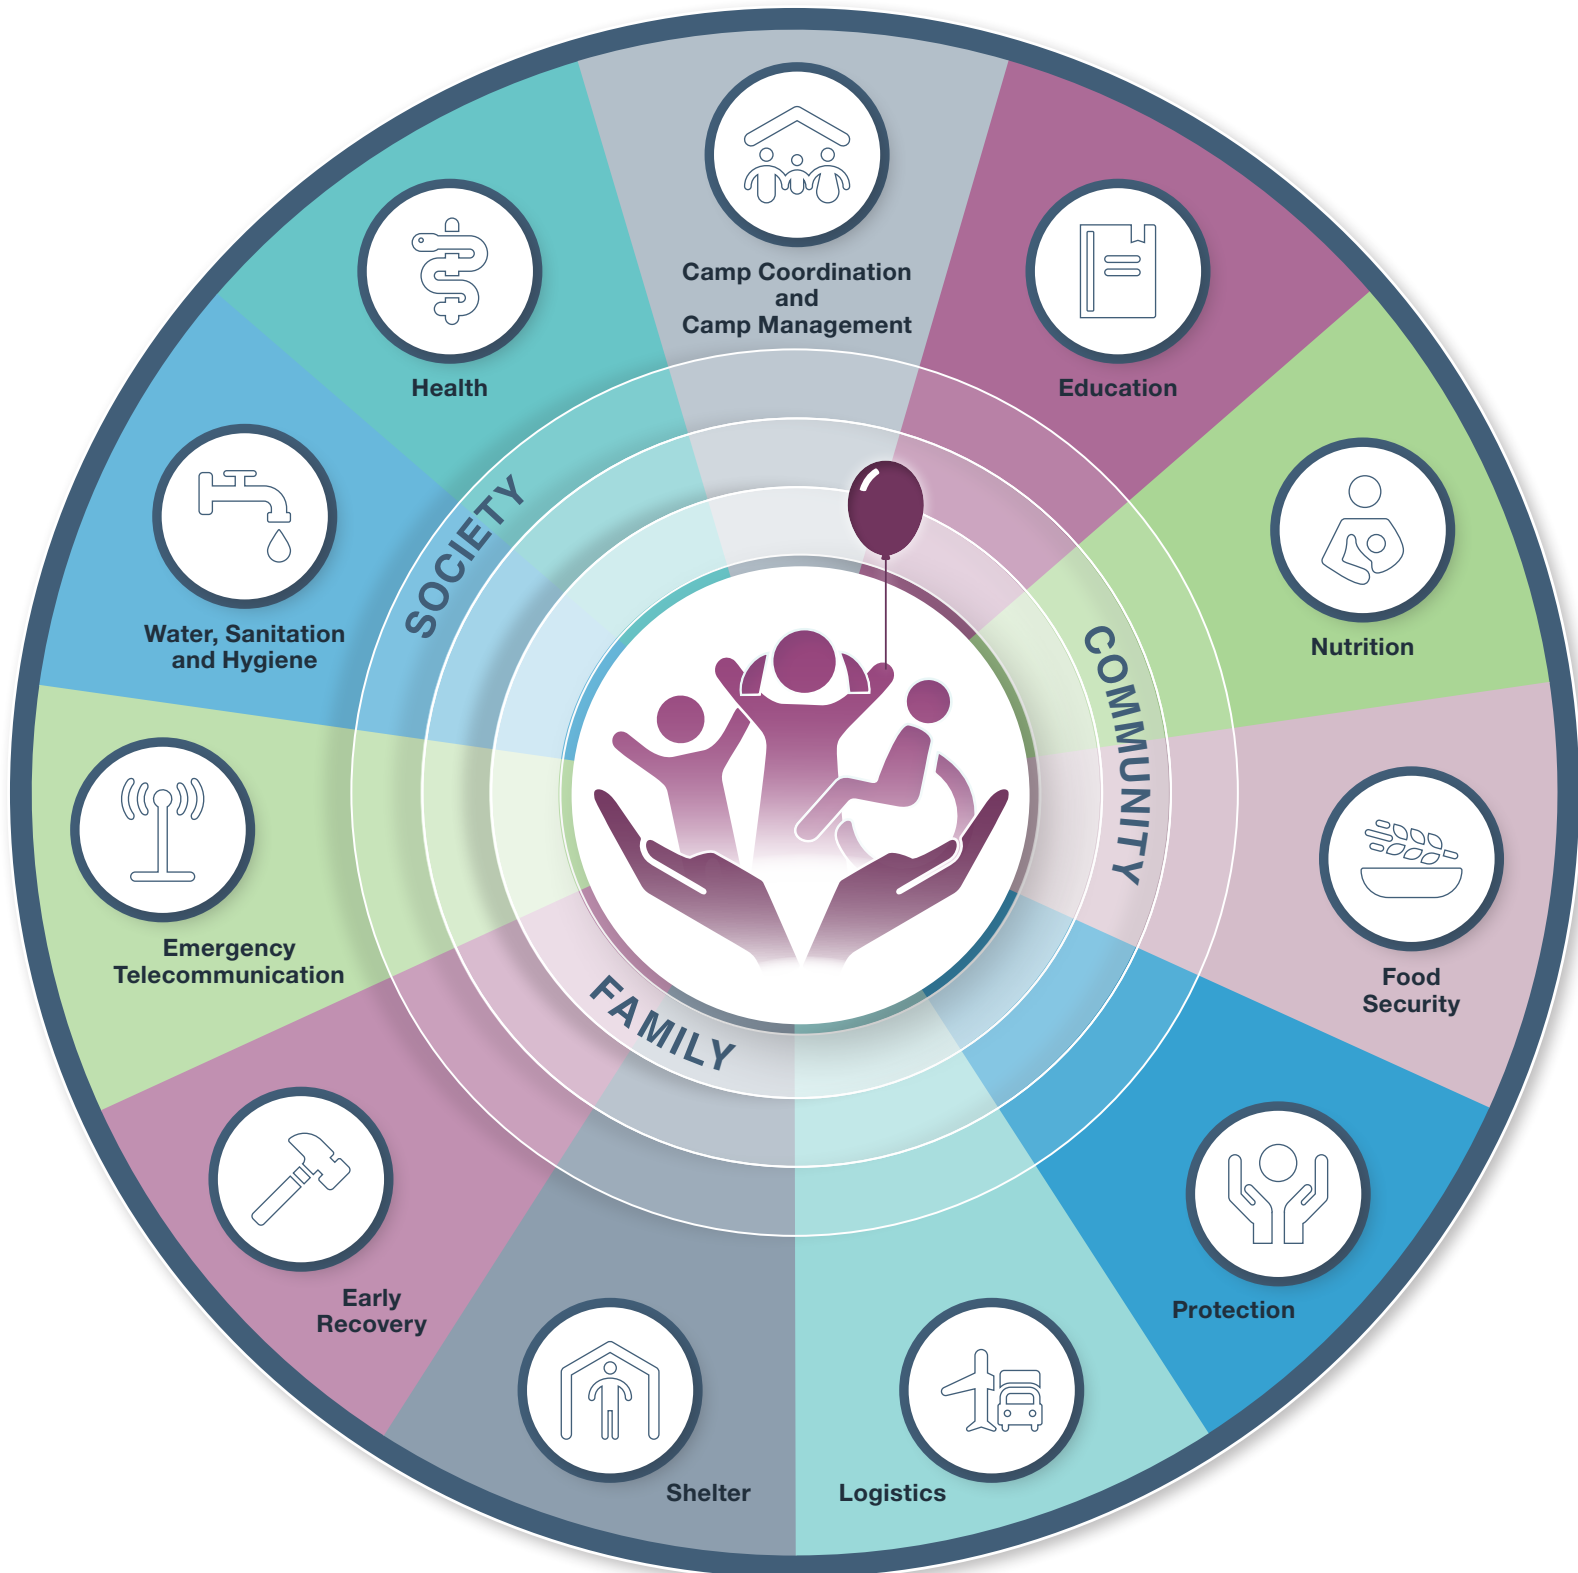 Camp Coordination
and
Camp Management
Education
Nutrition
Food
Security
Protection
Logistics
Shelter
Early
Recovery
Emergency
Telecommunication
Water, Sanitation
and Hygiene
Health
SOCIETY
COMMUNITY
FAMILY